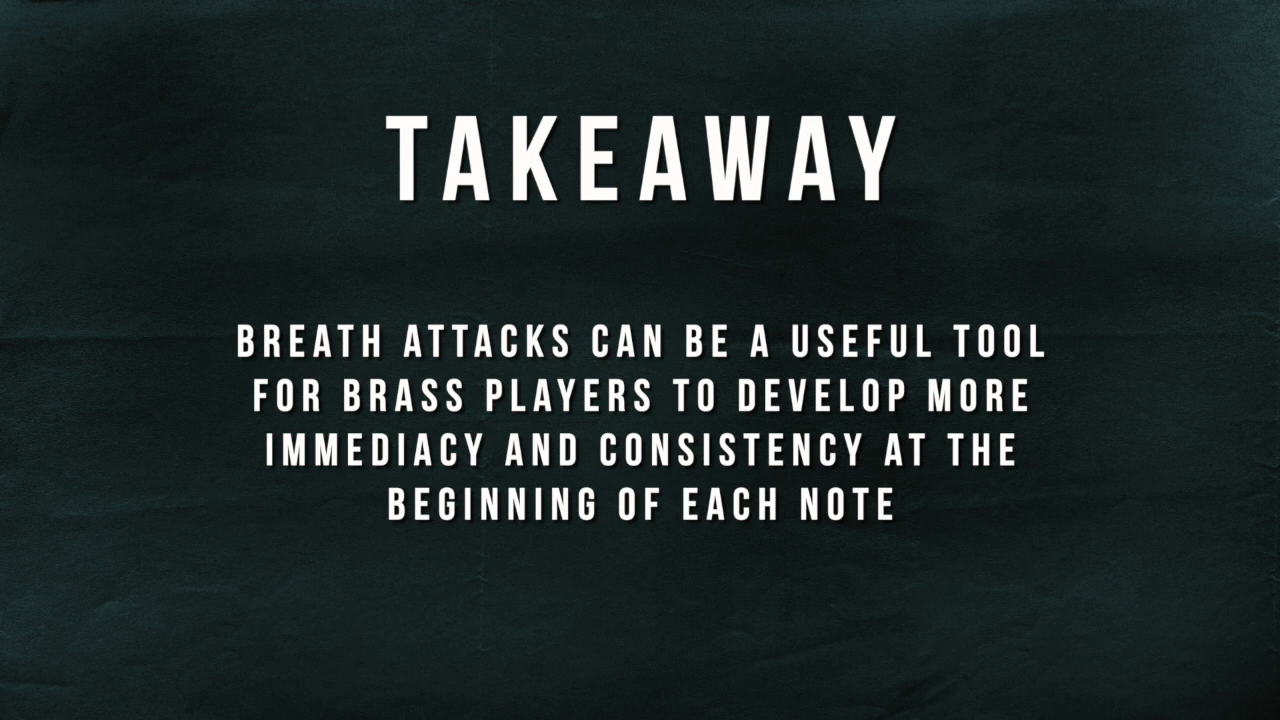 TAKEAWAY
BREATH ATTACKS CAN BE A USEFUL TOOL
FOR BRASS PLAYERS TO DEVELOP MORE
IMMEDIACY AND CONSISTENCY AT THE
BEGINNING OF EACH NOTE